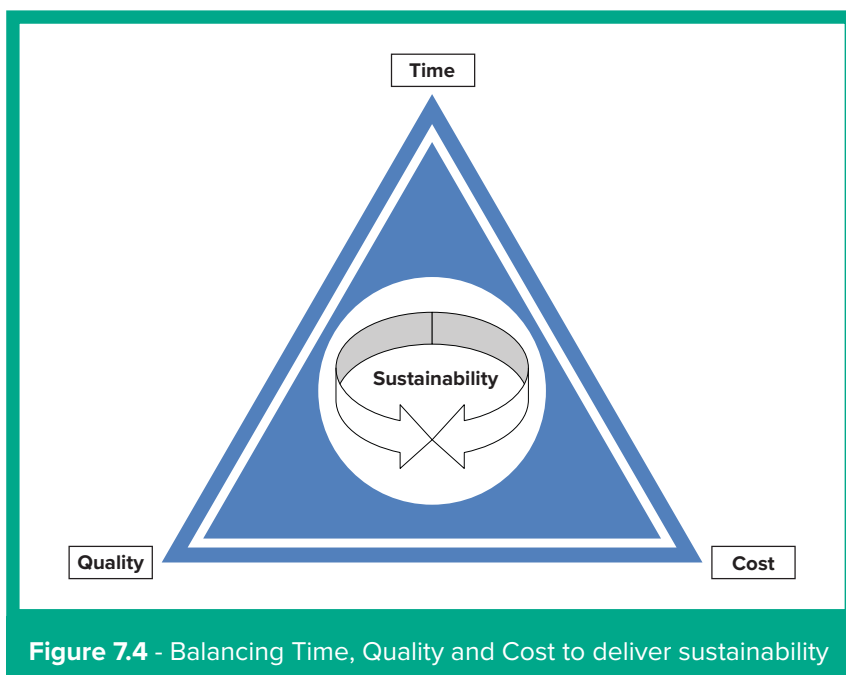 Time
Sustainability
Quality
Cost
Figure 7.4 - Balancing Time, Quality and Cost to deliver sustainability